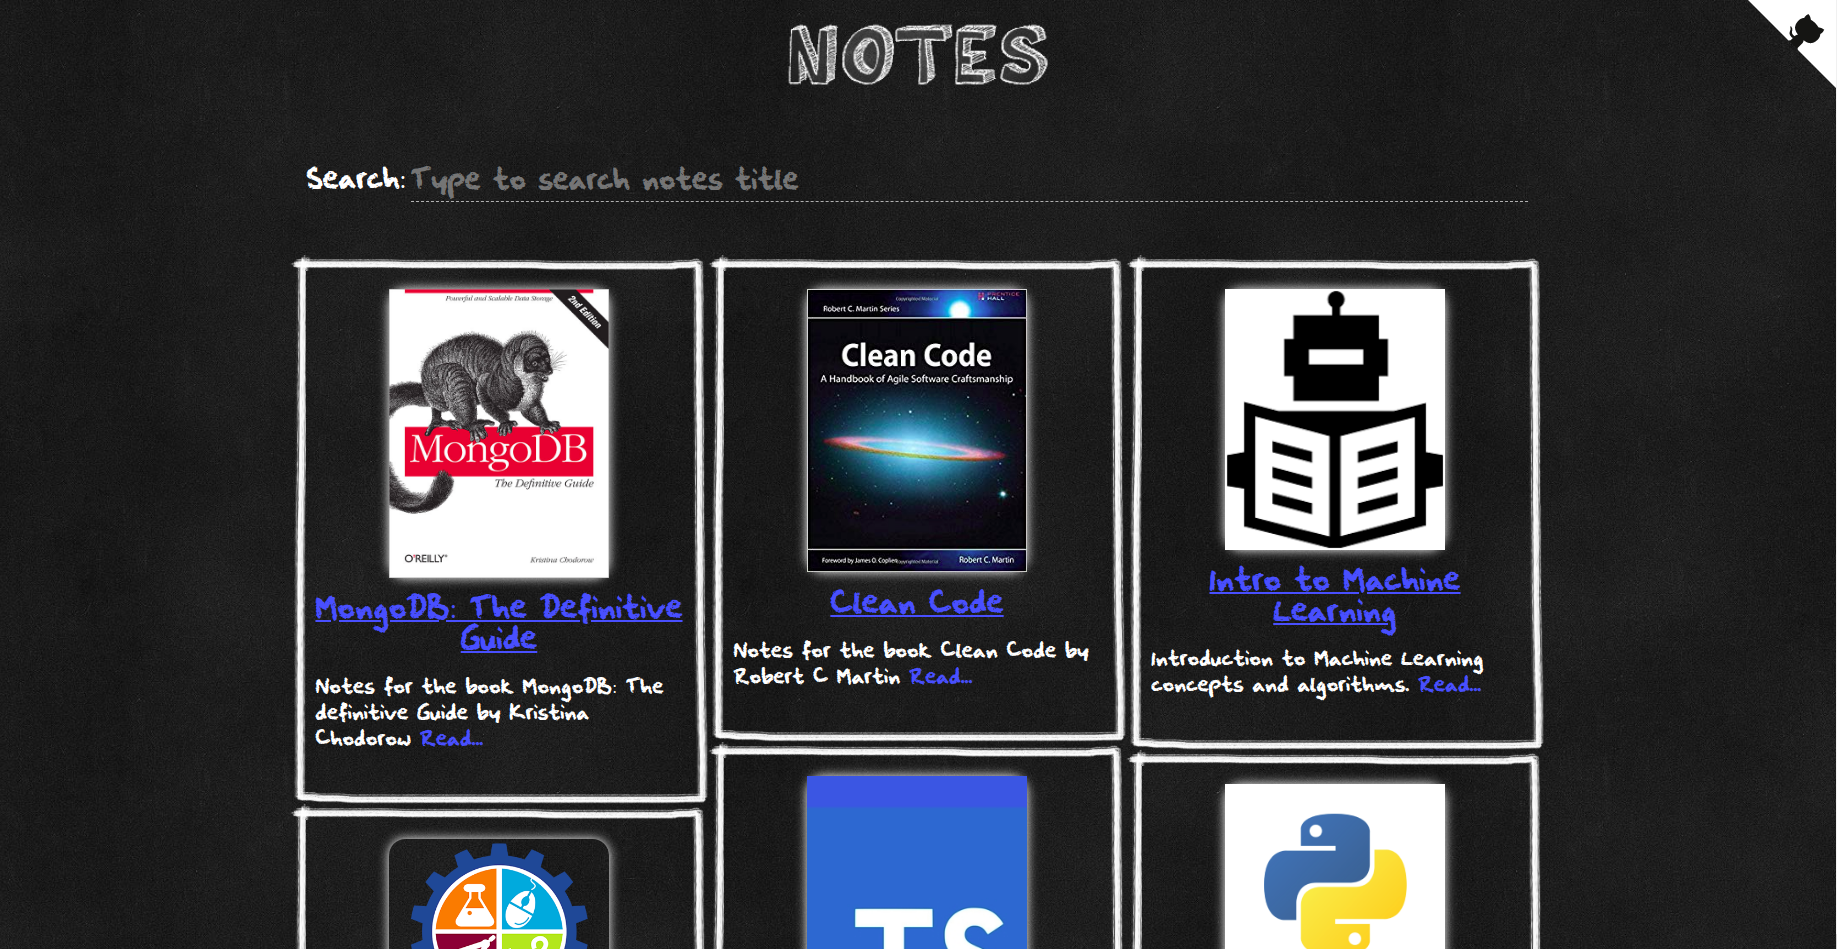 NOTES
Search: Type to search notes title
Powerful and Scalable Data Storage
2nd Edition
MongoDB
The Definitive Guide
O'REILLY®
Kristina Chodorow
MongoDB: The Definitive
Guide
Notes for the book MongoDB: The
definitive Guide by Kristina
Chodorow Read...
Copyrighted Material
PRENTICE
HALL
Robert C. Martin Series
Clean Code
A Handbook of Agile Software Craftsmanship
Foreword by James O. Coplien
Copyrighted Material
Robert C. Martin
Clean Code
Notes for the book Clean Code by
Robert C Martin Read...
Intro to Machine
Learning
Introduction to Machine Learning
concepts and algorithms. Read...
TS